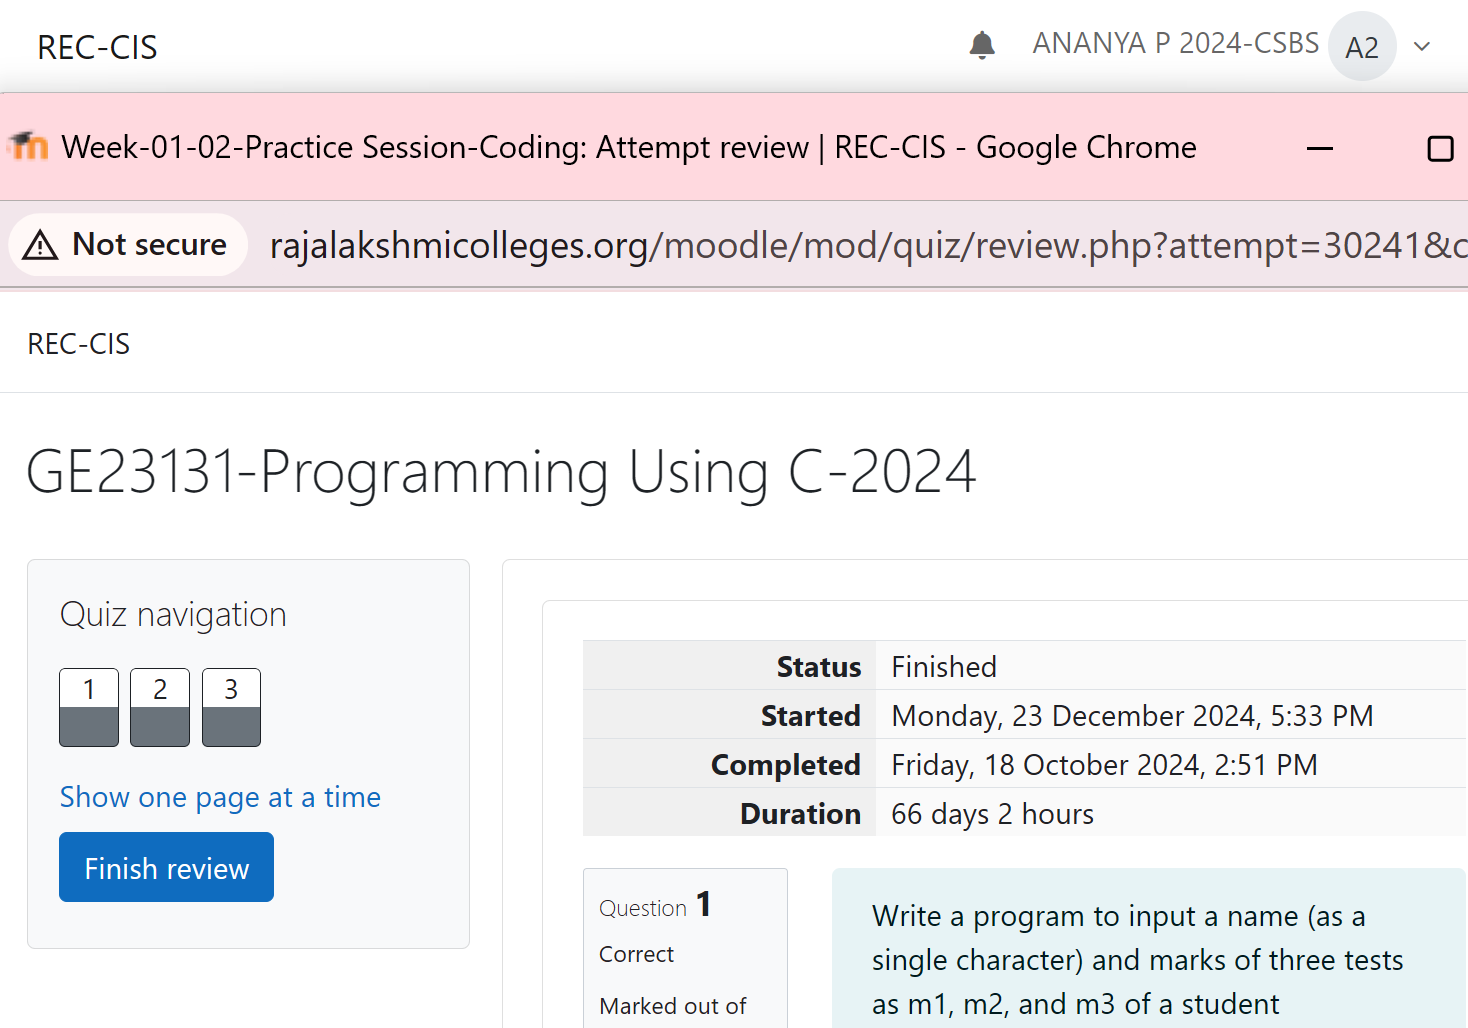 REC-CIS
ANANYA P 2024-CSBS A2
Week-01-02-Practice Session-Coding: Attempt review | REC-CIS - Google Chrome
Not secure rajalakshmicolleges.org/moodle/mod/quiz/review.php?attempt=30241&c
REC-CIS
GE23131-Programming Using C-2024
Quiz navigation
1 2 3
Show one page at a time
Finish review
Status Finished
Started Monday, 23 December 2024, 5:33 PM
Completed Friday, 18 October 2024, 2:51 PM
Duration 66 days 2 hours
Question 1
Correct
Marked out of
Write a program to input a name (as a
single character) and marks of three tests
as m1, m2, and m3 of a student